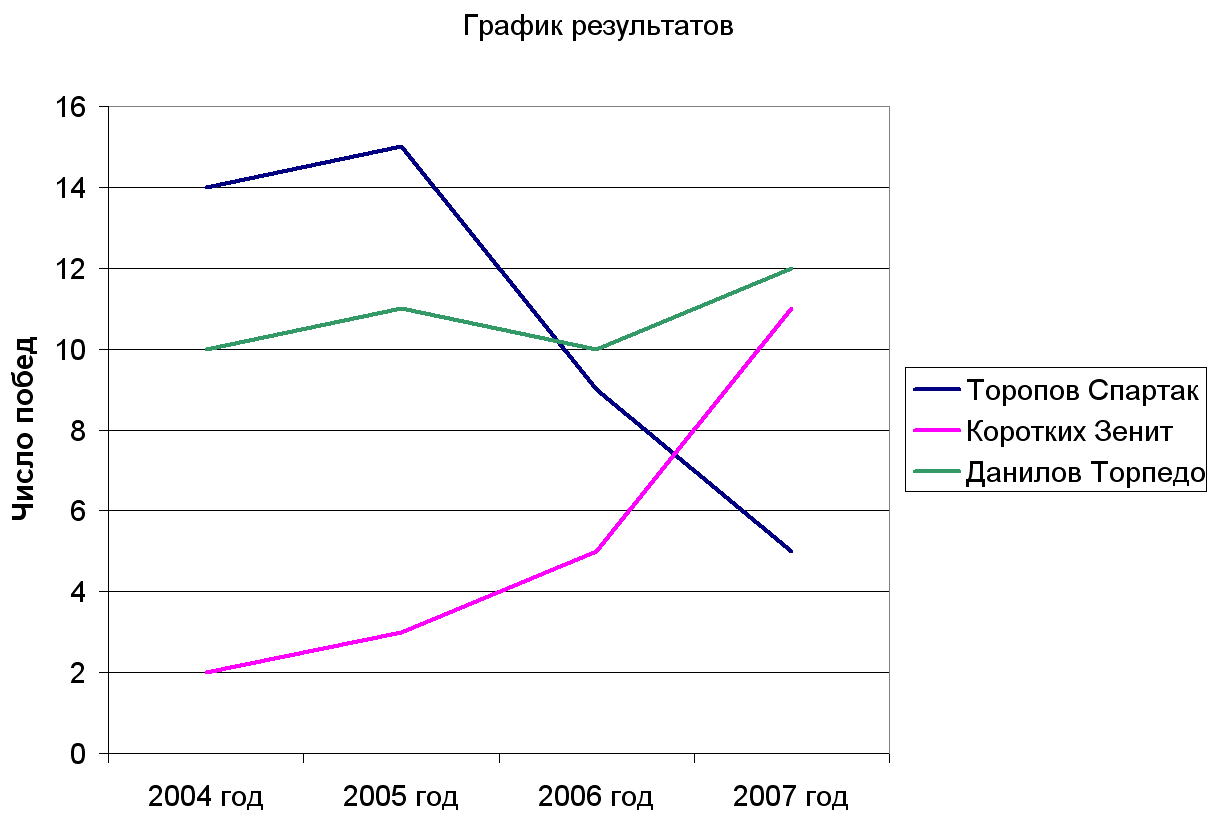 График результатов
16
14
12
10
8
6
4
2
0
Число побед
2004 год
2005 год
2006 год
2007 год
Торопов Спартак
Коротких Зенит
Данилов Торпедо